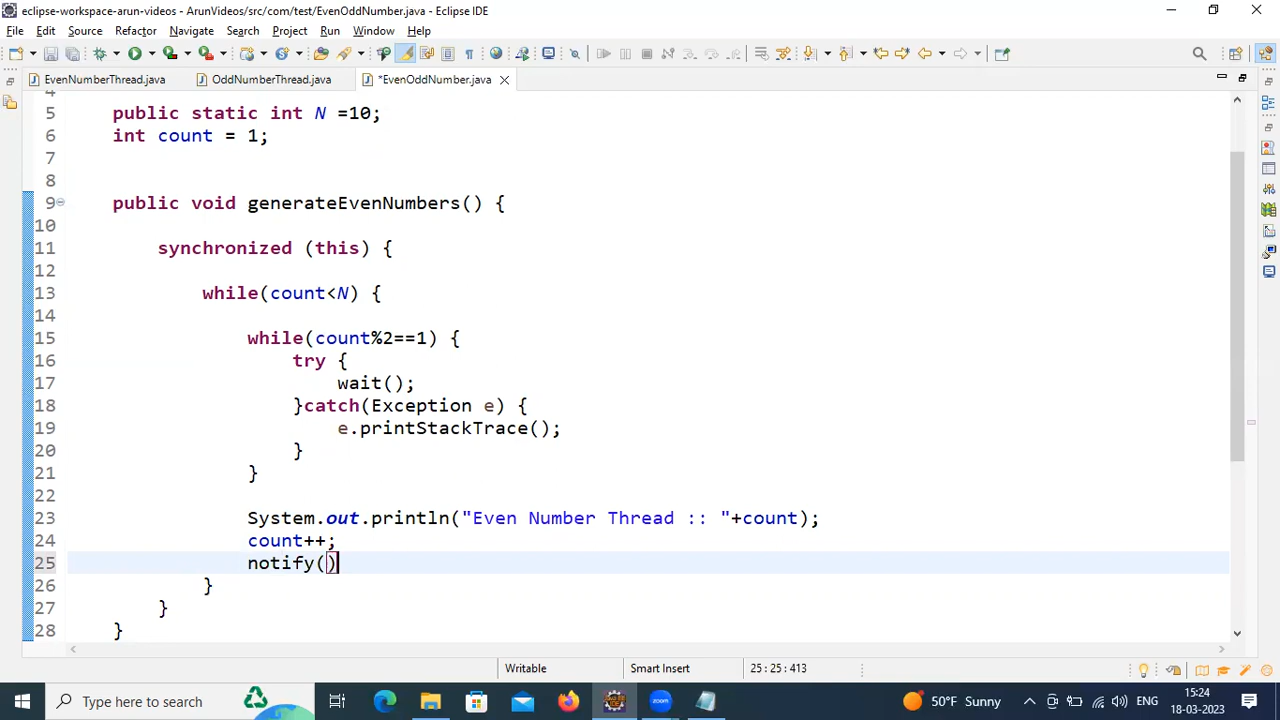 eclipse-workspace-arun-videos - ArunVideos/src/com/test/EvenOddNumber.java - Eclipse IDE
File Edit Source Refactor Navigate Search Project Run Window Help
EvenNumberThread.java OddNumberThread.java *EvenOddNumber.java
4
5 public static int N =10;
6 int count = 1;
7
8
9 public void generateEvenNumbers() {
10
11 synchronized (this) {
12
13 while(count<N) {
14
15 while(count%2==1) {
16 try {
17 wait();
18 }catch(Exception e) {
19 e.printStackTrace();
20 }
21 }
22
23 System.out.println("Even Number Thread :: "+count);
24 count++;
25 notify()
26 }
27 }
28 }
Writable Smart Insert 25 : 25 : 413
Type here to search zoom 50°F Sunny ENG 15:24
18-03-2023